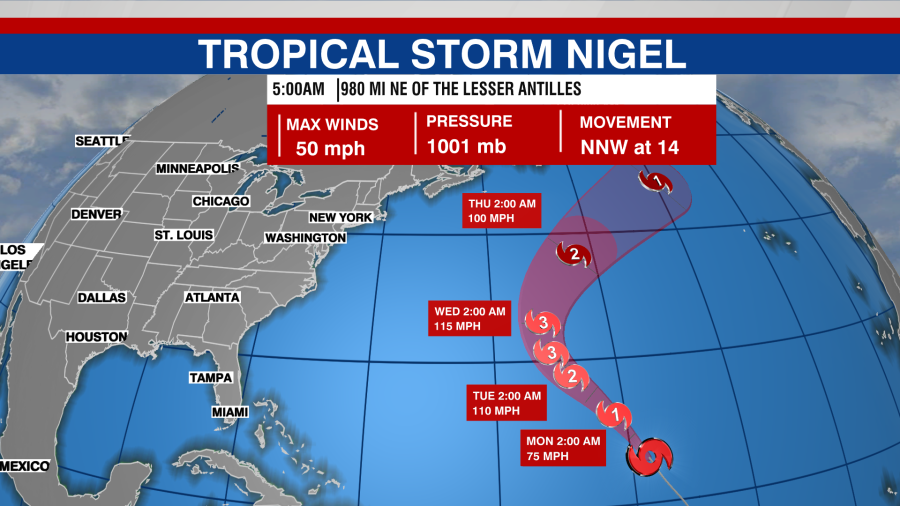 TROPICAL STORM NIGEL
5:00AM |980 MI NE OF THE LESSER ANTILLES
MAX WINDS
50 mph
PRESSURE
1001 mb
MOVEMENT
NNW at 14
SEATTLE
MINNEAPOLIS
CHICAGO
DENVER
NEW YORK
ST. LOUIS
WASHINGTON
LOS
NGELE
DALLAS
ATLANTA
HOUSTON
TAMPA
MIAMI
MEXICO
1
THU 2:00 AM
100 MPH
2
WED 2:00 AM
115 MPH
3
3
2
TUE 2:00 AM
110 MPH
1
MON 2:00 AM
75 MPH